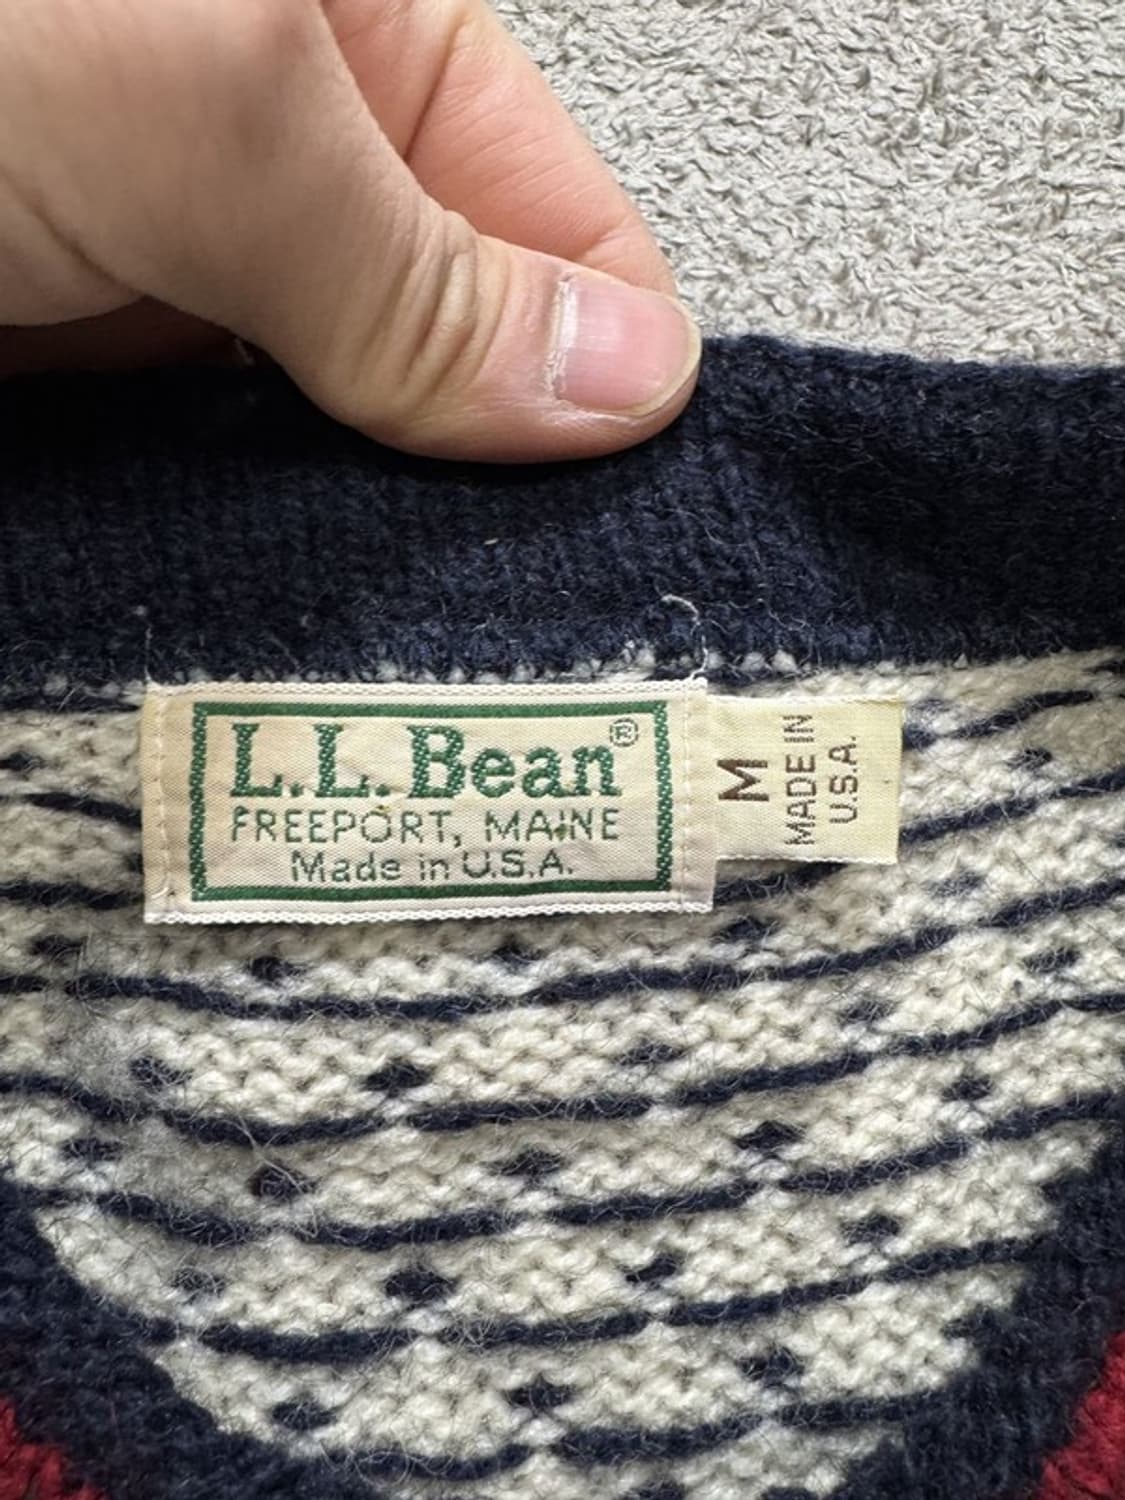 L.L.Bean®
FREEPORT, MAINE
Made in U.S.A.
M
MADE IN
U.S.A.